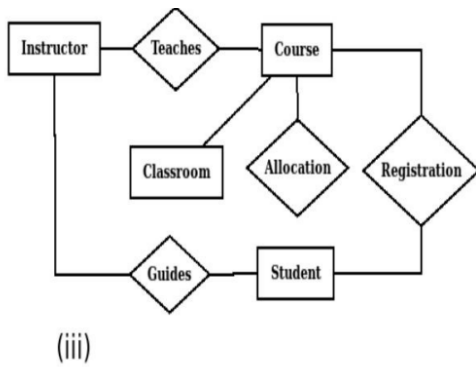 Instructor
Teaches
Course
Classroom
Allocation
Registration
Guides
Student
(iii)